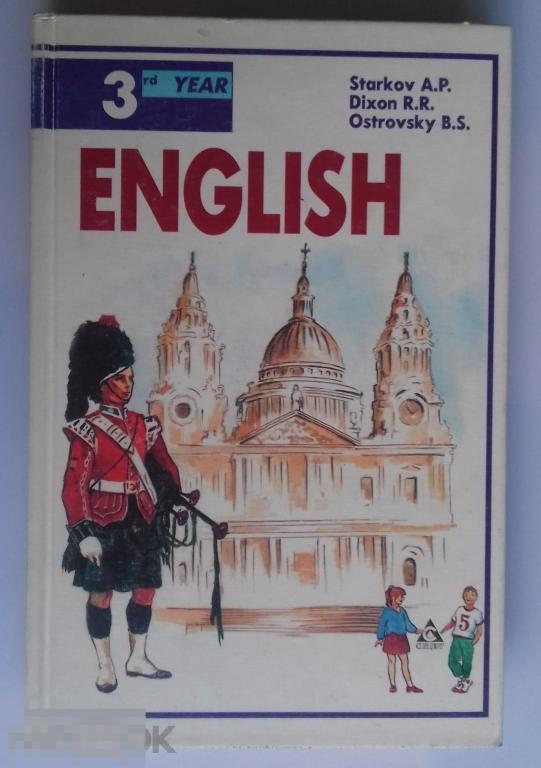 3rd YEAR
Starkov A.P.
Dixon R.R.
Ostrovsky B.S.
ENGLISH
5